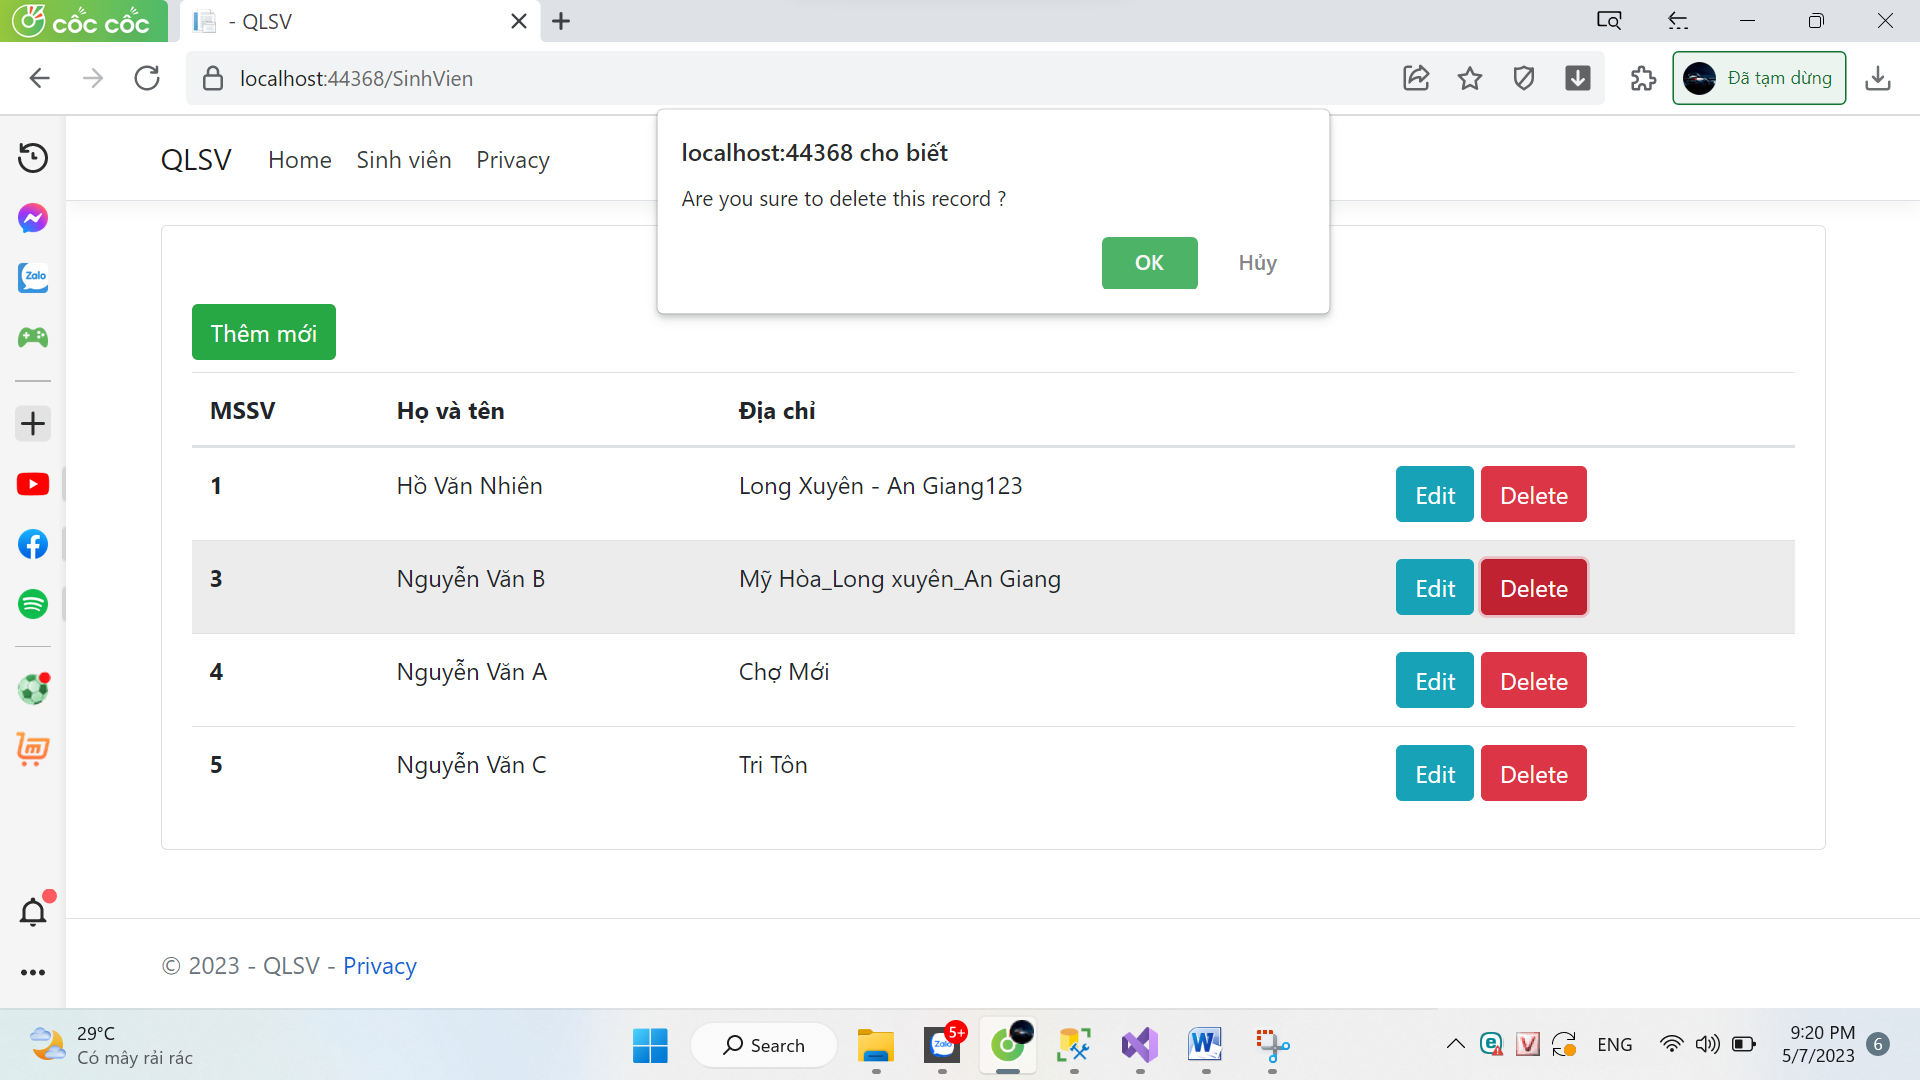 cốc cốc
- QLSV
localhost:44368/SinhVien
Đã tạm dừng
localhost:44368 cho biết
Are you sure to delete this record ?
OK
Hủy
QLSV Home Sinh viên Privacy
Zalo
Thêm mới
MSSV Họ và tên Địa chỉ
1 Hồ Văn Nhiên Long Xuyên - An Giang123 Edit Delete
3 Nguyễn Văn B Mỹ Hòa_Long xuyên_An Giang Edit Delete
4 Nguyễn Văn A Chợ Mới Edit Delete
5 Nguyễn Văn C Tri Tôn Edit Delete
© 2023 - QLSV - Privacy
29°C
Có mây rải rác
Search
Zalo
5+
W
V
ENG
9:20 PM
5/7/2023
6